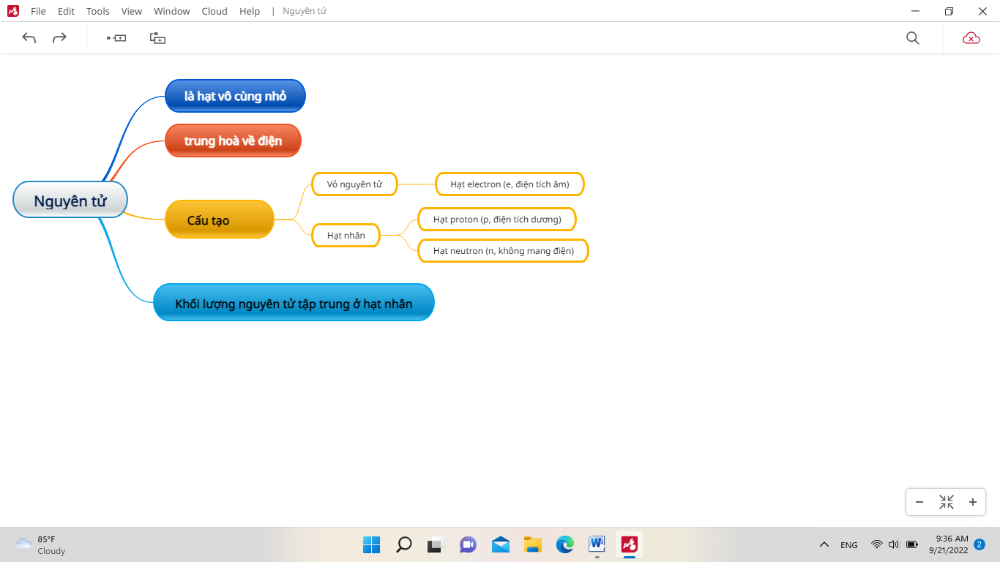 File Edit Tools View Window Cloud Help | Nguyên tử
là hạt vô cùng nhỏ
trung hoà về điện
Nguyên tử
Cấu tạo
Vỏ nguyên tử
Hạt electron (e, điện tích âm)
Hạt nhân
Hạt proton (p, điện tích dương)
Hạt neutron (n, không mang điện)
Khối lượng nguyên tử tập trung ở hạt nhân
85°F
Cloudy
ENG
9:36 AM
9/21/2022
2